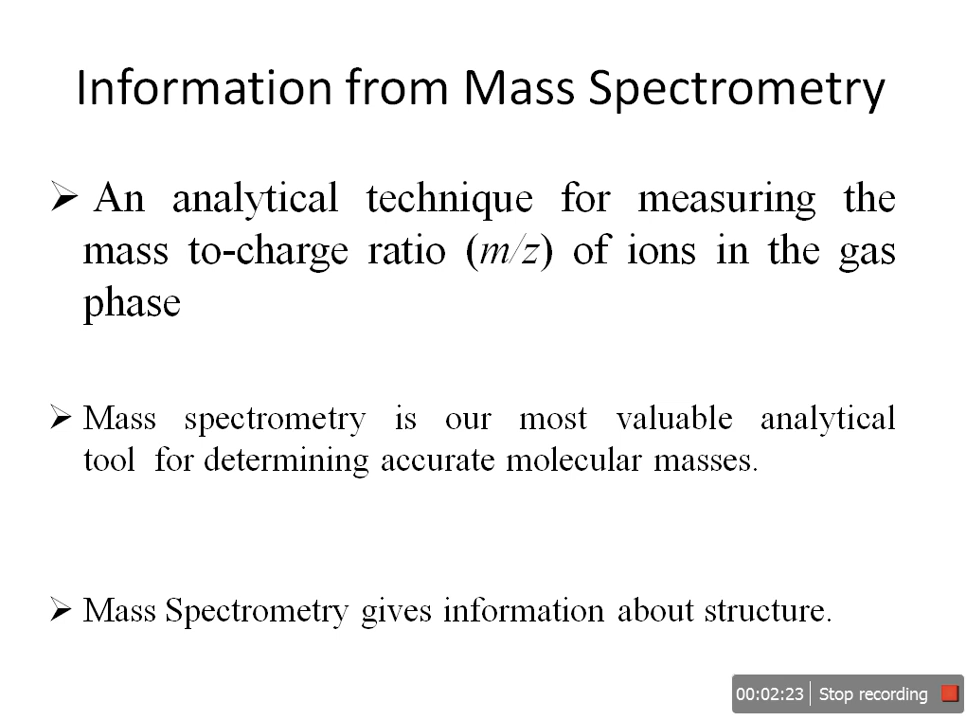 Information from Mass Spectrometry
➢ An analytical technique for measuring the
mass to-charge ratio (m/z) of ions in the gas
phase
➢ Mass spectrometry is our most valuable analytical
tool for determining accurate molecular masses.
➢ Mass Spectrometry gives information about structure.
00:02:23 Stop recording